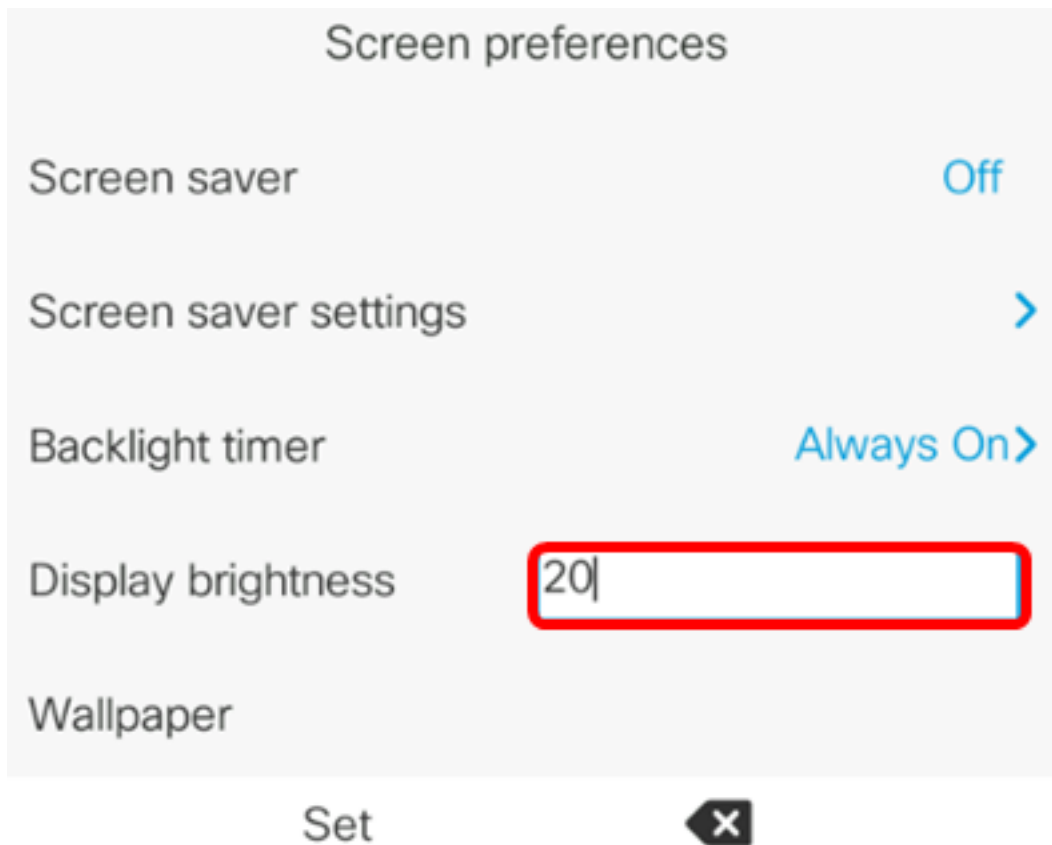 Screen preferences
Screen saver Off
Screen saver settings
Backlight timer Always On
Display brightness 20
Wallpaper
Set